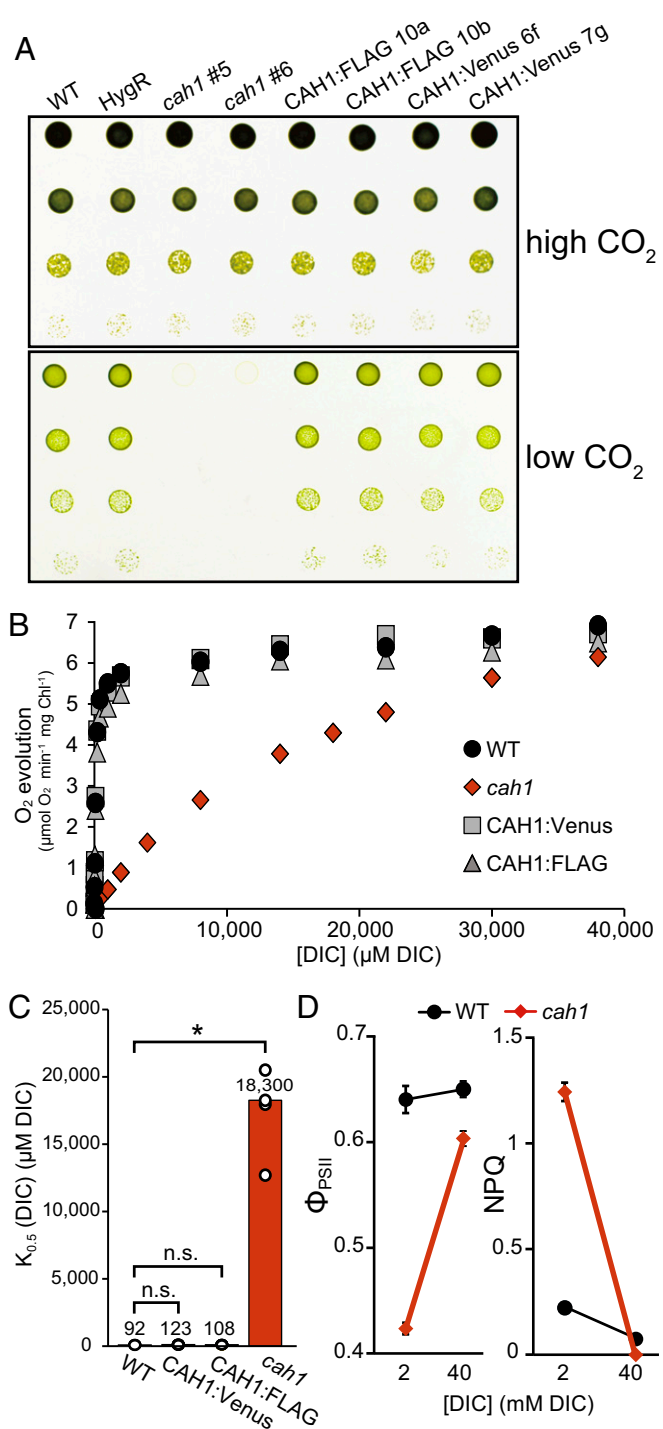 A
WT HygR cah1 #5 cah1 #6 CAH1:FLAG 10a CAH1:FLAG 10b CAH1:Venus 6f CAH1:Venus 7g
high CO2
low CO2
B
O2 evolution
(µmol O2 min-1 mg Chl-1)
7
6
5
4
3
2
1
0
0 10,000 20,000 30,000 40,000
[DIC] (µM DIC)
WT
cah1
CAH1:Venus
CAH1:FLAG
C
K0.5 (DIC) (µM DIC)
25,000
20,000
15,000
10,000
5,000
0
*
18,300
n.s.
n.s.
92 123 108
WT CAH1:Venus CAH1:FLAG cah1
D
WT cah1
ΦPSII
0.7
0.6
0.5
0.4
2 40
NPQ
1.5
1
0.5
0
2 40
[DIC] (mM DIC)